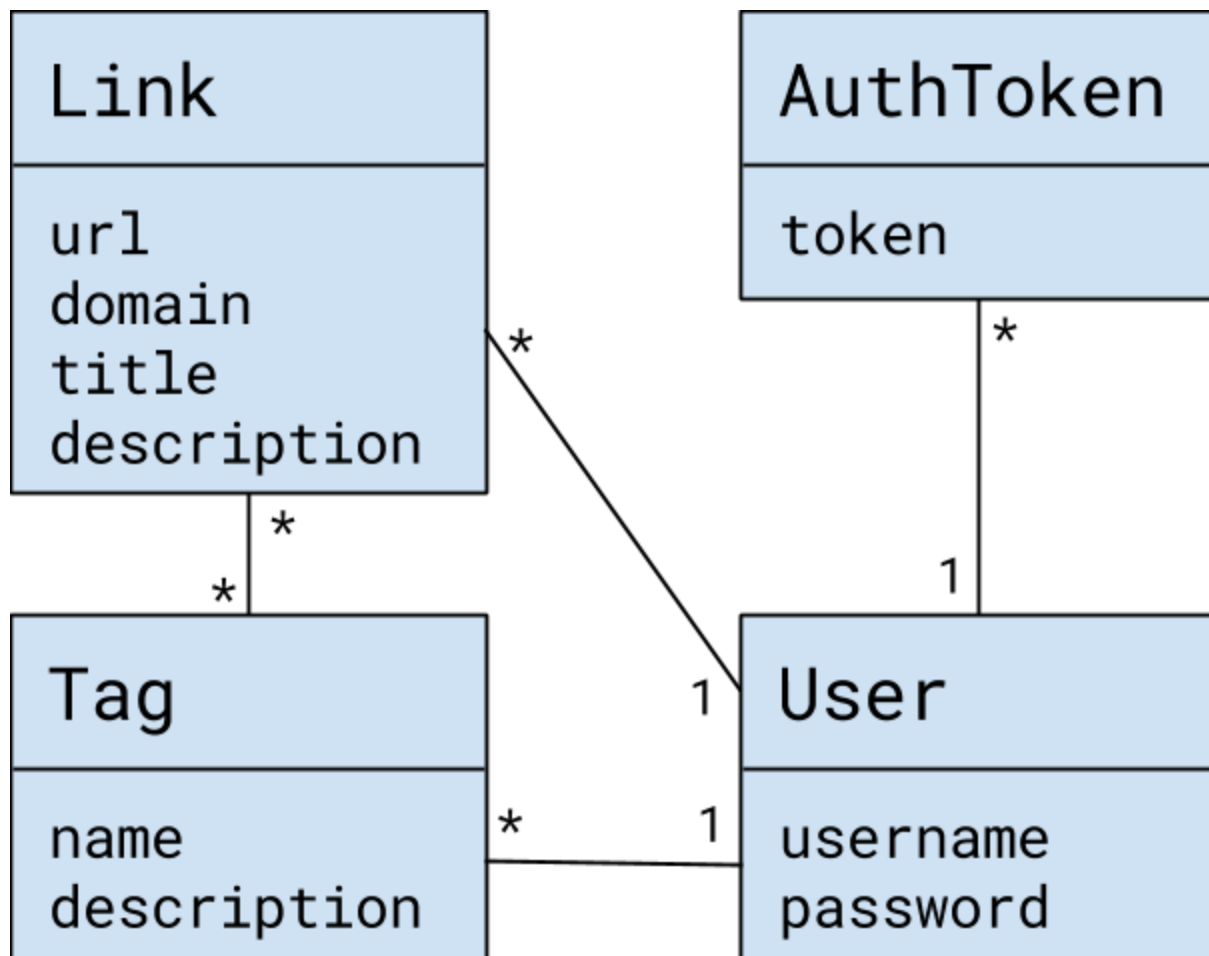 Link
url
domain
title
description
*
*
*
1
AuthToken
token
*
1
Tag
name
description
*
1
User
username
password